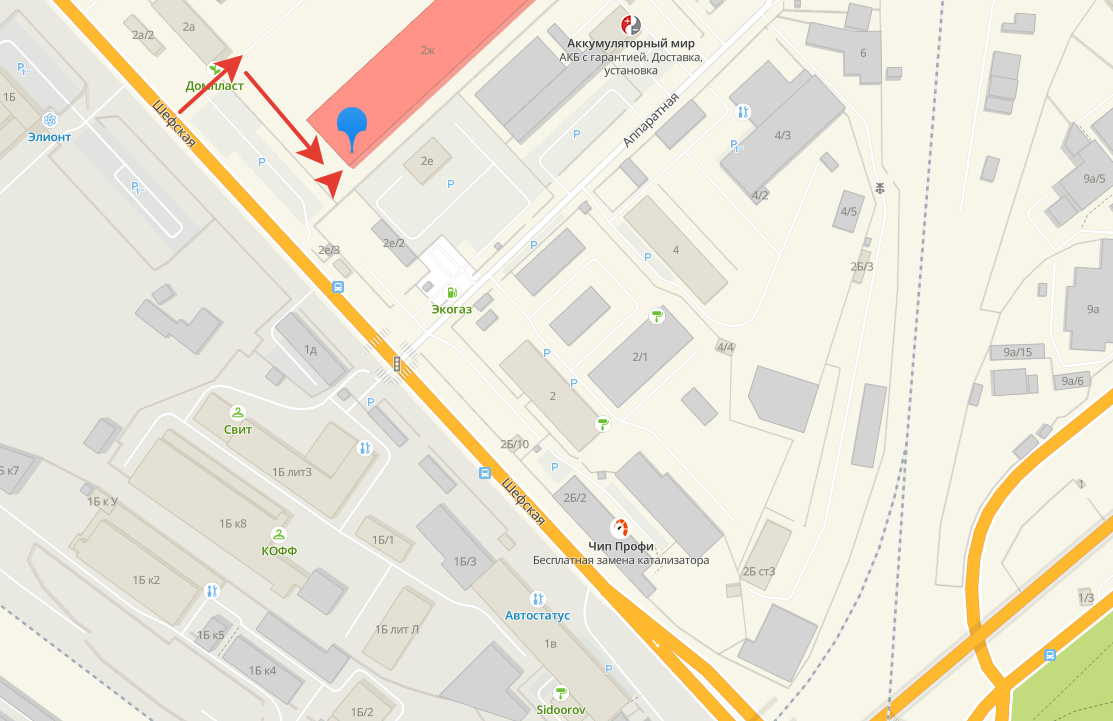 2а
2а/2
2ж
Аккумуляторный мир
АКБ с гарантией. Доставка,
установка
6
P
Домпласт
1Б
Элионт
Шефская
P
P
P
2е
P
Аппаратная
P
4/3
4/2
4/5
9а/5
2е/3
2е/2
P
4
P
2Б/3
Экогаз
9а
1д
P
2/1
4/4
9а/15
9а/6
P
P
2
Свит
2Б/10
Б к7
1Б лит3
P
Шефская
1Б к У
1Б к8
2Б/2
1
КОФФ
1Б/1
Чип Профи
Бесплатная замена катализатора
1Б/3
2Б ст3
1Б к2
1/3
Автостатус
1Б к5
1Б лит Л
1в
1Б к4
P
Sidoorov
1Б/2